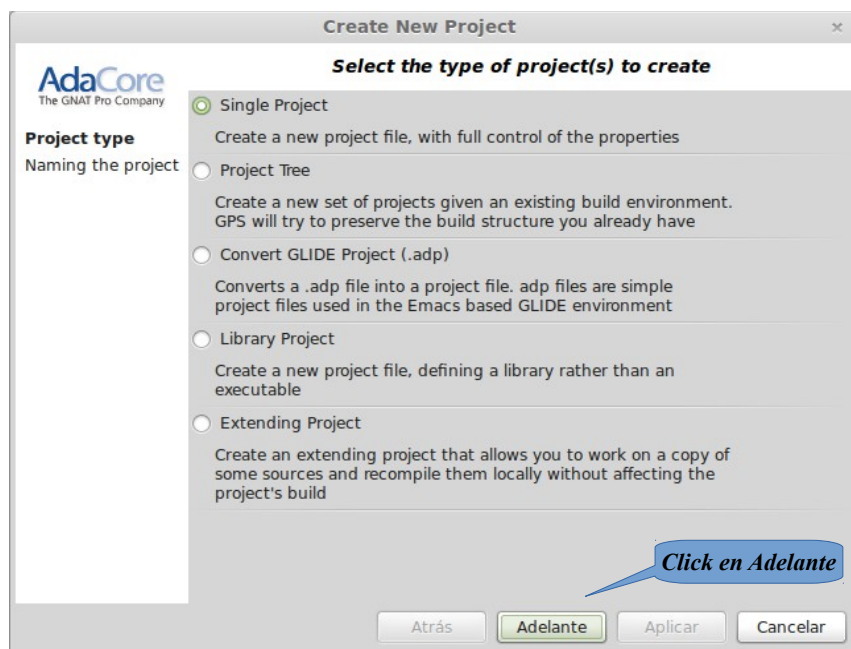 Create New Project
×
AdaCore
The GNAT Pro Company
Project type
Naming the project
Select the type of project(s) to create
Single Project
Create a new project file, with full control of the properties
Project Tree
Create a new set of projects given an existing build environment.
GPS will try to preserve the build structure you already have
Convert GLIDE Project (.adp)
Converts a .adp file into a project file. adp files are simple
project files used in the Emacs based GLIDE environment
Library Project
Create a new project file, defining a library rather than an
executable
Extending Project
Create an extending project that allows you to work on a copy of
some sources and recompile them locally without affecting the
project's build
Click en Adelante
Atrás
Adelante
Aplicar
Cancelar